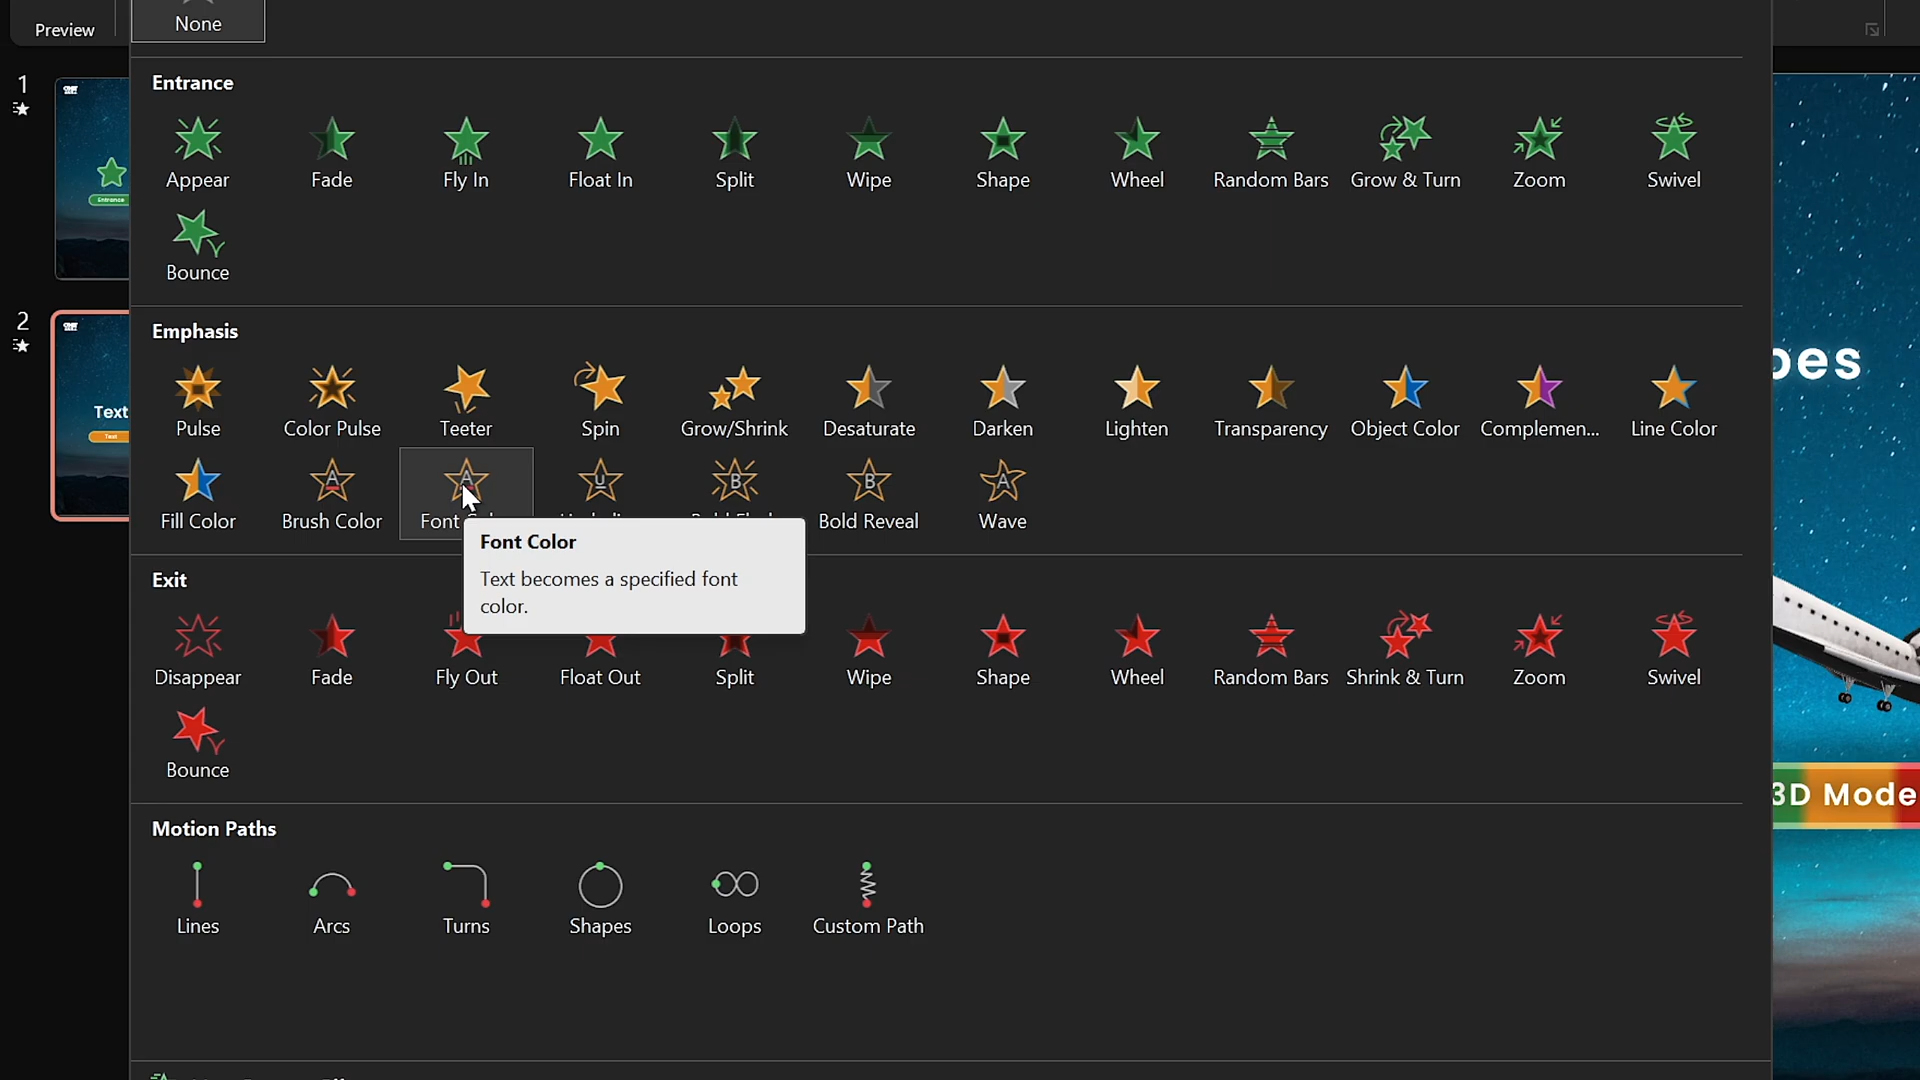 Preview
None
1
2
Entrance
Appear Fade Fly In Float In Split Wipe Shape Wheel Random Bars Grow & Turn Zoom Swivel
Bounce
Entrance
Emphasis
Pulse Color Pulse Teeter Spin Grow/Shrink Desaturate Darken Lighten Transparency Object Color Complemen... Line Color
Fill Color Brush Color Font Bold Reveal Wave
Text
Text
Font Color
Text becomes a specified font
color.
Exit
Disappear Fade Fly Out Float Out Split Wipe Shape Wheel Random Bars Shrink & Turn Zoom Swivel
Bounce
Motion Paths
Lines Arcs Turns Shapes Loops Custom Path
pes
3D Mode